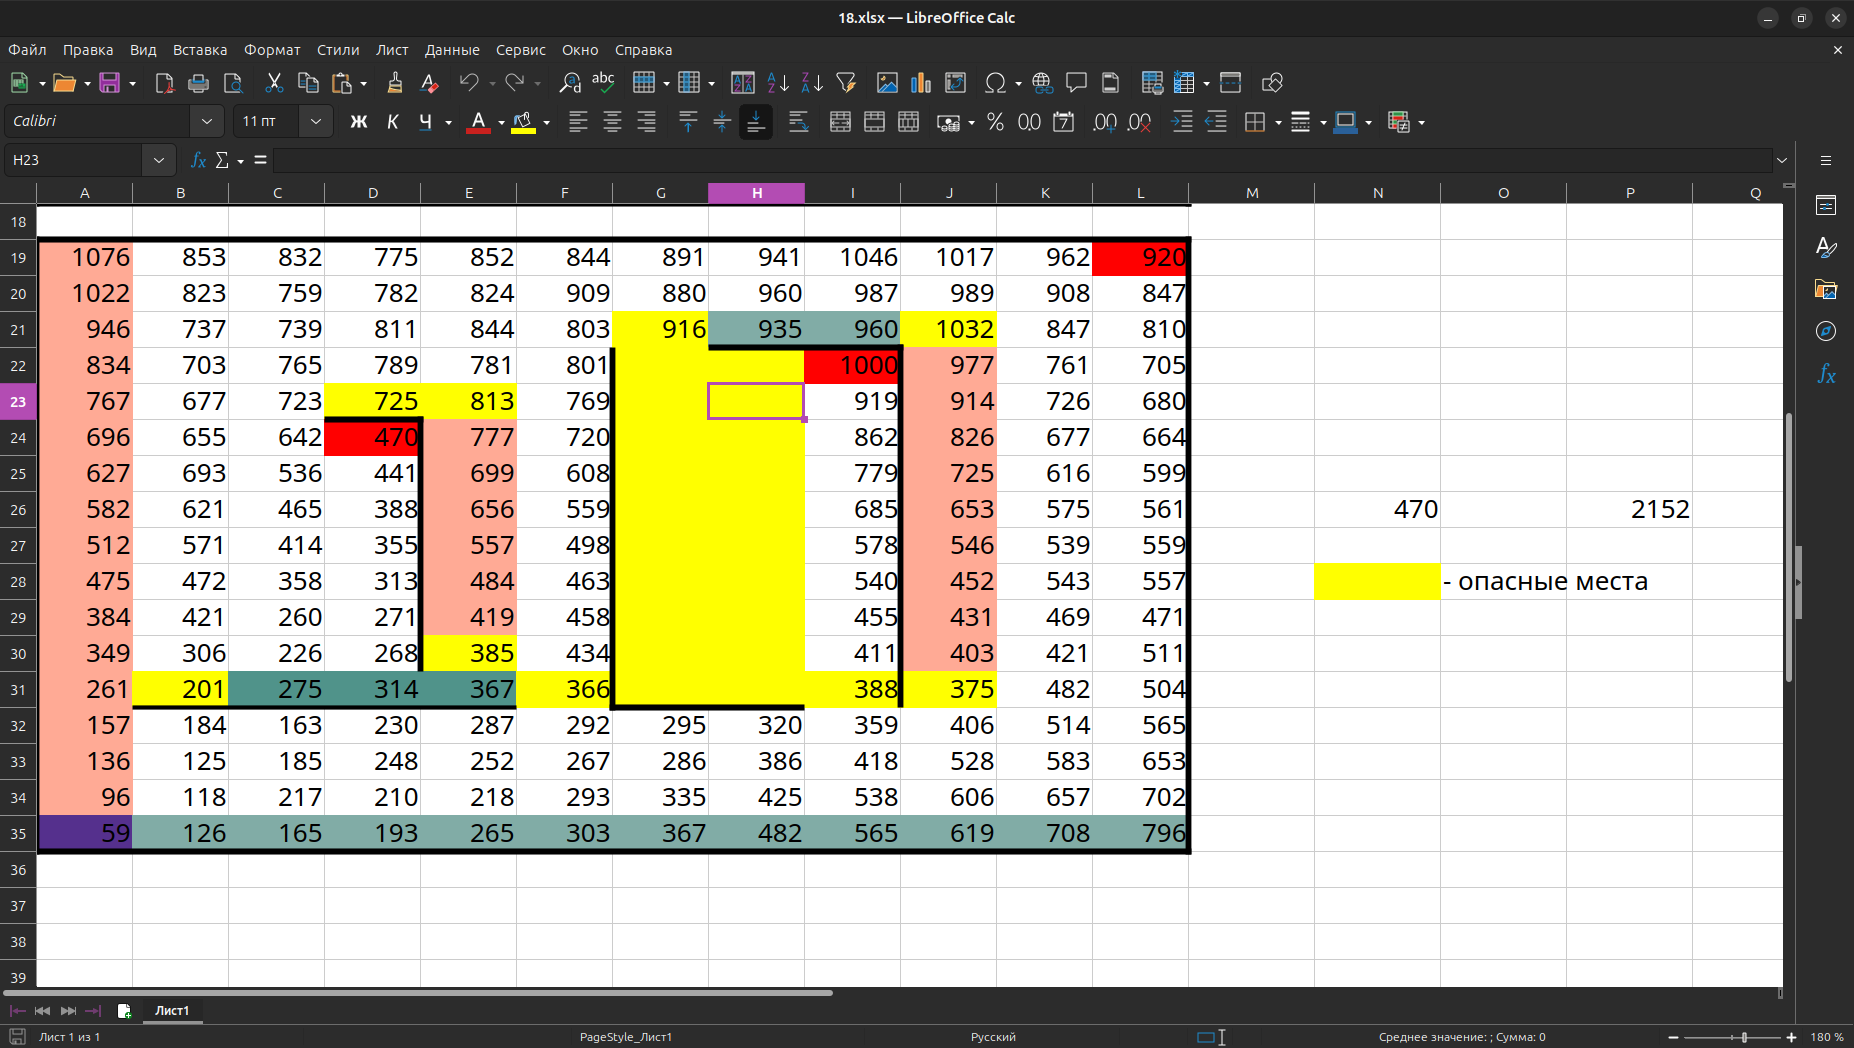 18.xlsx — LibreOffice Calc
Файл Правка Вид Вставка Формат Стили Лист Данные Сервис Окно Справка
Calibri 11 пт Ж К Ч A % 0,0 7
H23 fx Σ =
A B C D E F G H I J K L M N O P Q
18
19 1076 853 832 775 852 844 891 941 1046 1017 962 920
20 1022 823 759 782 824 909 880 960 987 989 908 847
21 946 737 739 811 844 803 916 935 960 1032 847 810
22 834 703 765 789 781 801 1000 977 761 705
23 767 677 723 725 813 769 919 914 726 680
24 696 655 642 470 777 720 862 826 677 664
25 627 693 536 441 699 608 779 725 616 599
26 582 621 465 388 656 559 685 653 575 561 470 2152
27 512 571 414 355 557 498 578 546 539 559
28 475 472 358 313 484 463 540 452 543 557 - опасные места
29 384 421 260 271 419 458 455 431 469 471
30 349 306 226 268 385 434 411 403 421 511
31 261 201 275 314 367 366 388 375 482 504
32 157 184 163 230 287 292 295 320 359 406 514 565
33 136 125 185 248 252 267 286 386 418 528 583 653
34 96 118 217 210 218 293 335 425 538 606 657 702
35 59 126 165 193 265 303 367 482 565 619 708 796
36
37
38
39
Лист1
Лист 1 из 1 PageStyle_Лист1 Русский Среднее значение: ; Сумма: 0 180 %